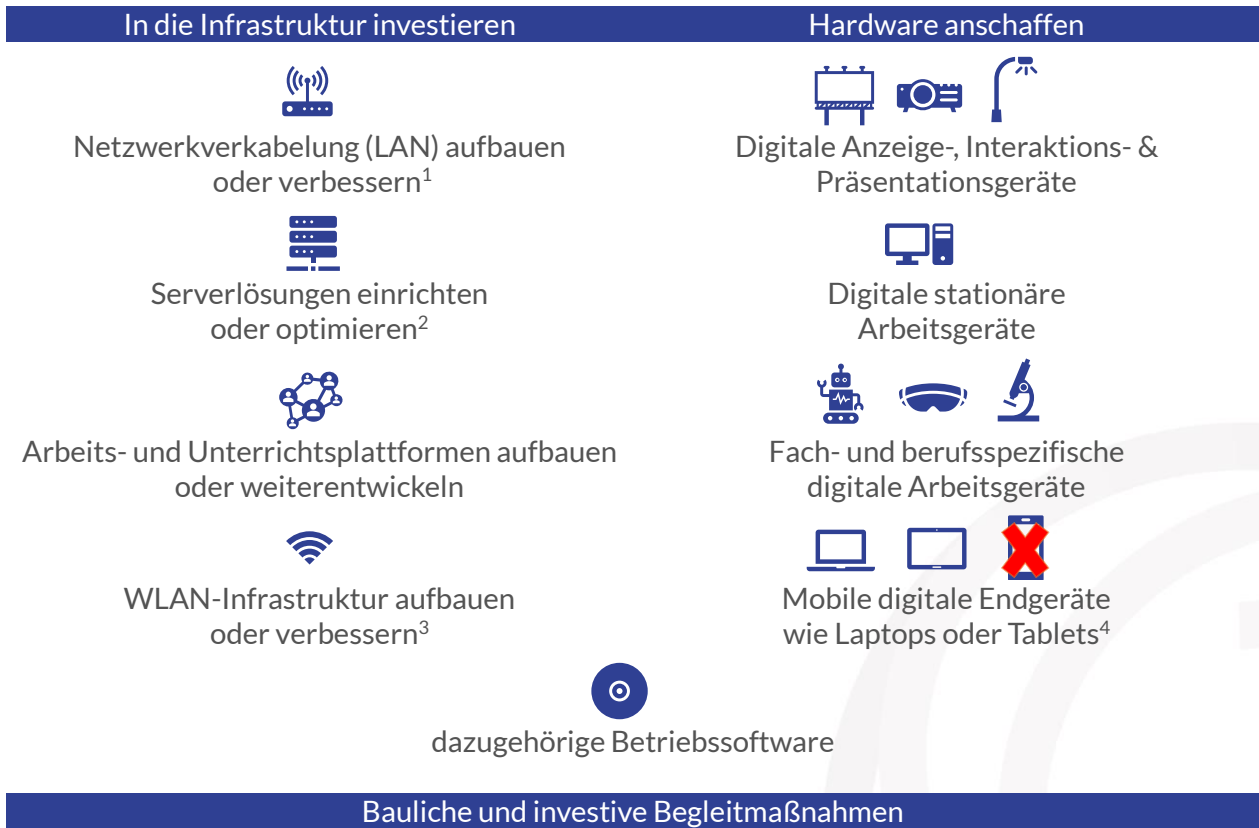 In die Infrastruktur investieren
Netzwerkverkabelung (LAN) aufbauen
oder verbessern¹
Serverlösungen einrichten
oder optimieren²
Arbeits- und Unterrichtsplattformen aufbauen
oder weiterentwickeln
WLAN-Infrastruktur aufbauen
oder verbessern³
Hardware anschaffen
Digitale Anzeige-, Interaktions- &
Präsentationsgeräte
Digitale stationäre
Arbeitsgeräte
Fach- und berufsspezifische
digitale Arbeitsgeräte
Mobile digitale Endgeräte
wie Laptops oder Tablets⁴
dazugehörige Betriebssoftware
Bauliche und investive Begleitmaßnahmen